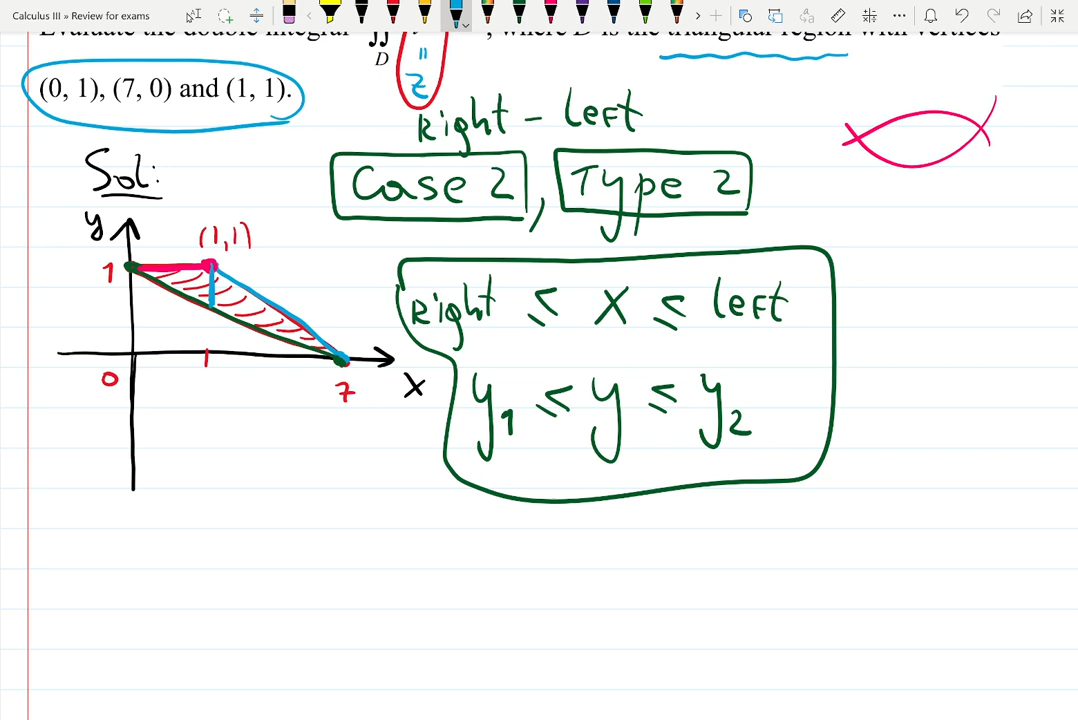 Calculus III » Review for exams
Evaluate the double integral ∬ D , where D is the triangular region with vertices
= z
(0, 1), (7, 0) and (1, 1).
Right - Left
Sol:
Case 2, Type 2
y
(1,1)
1
Right ≤ x ≤ left
0
1
7
x
y1 ≤ y ≤ y2